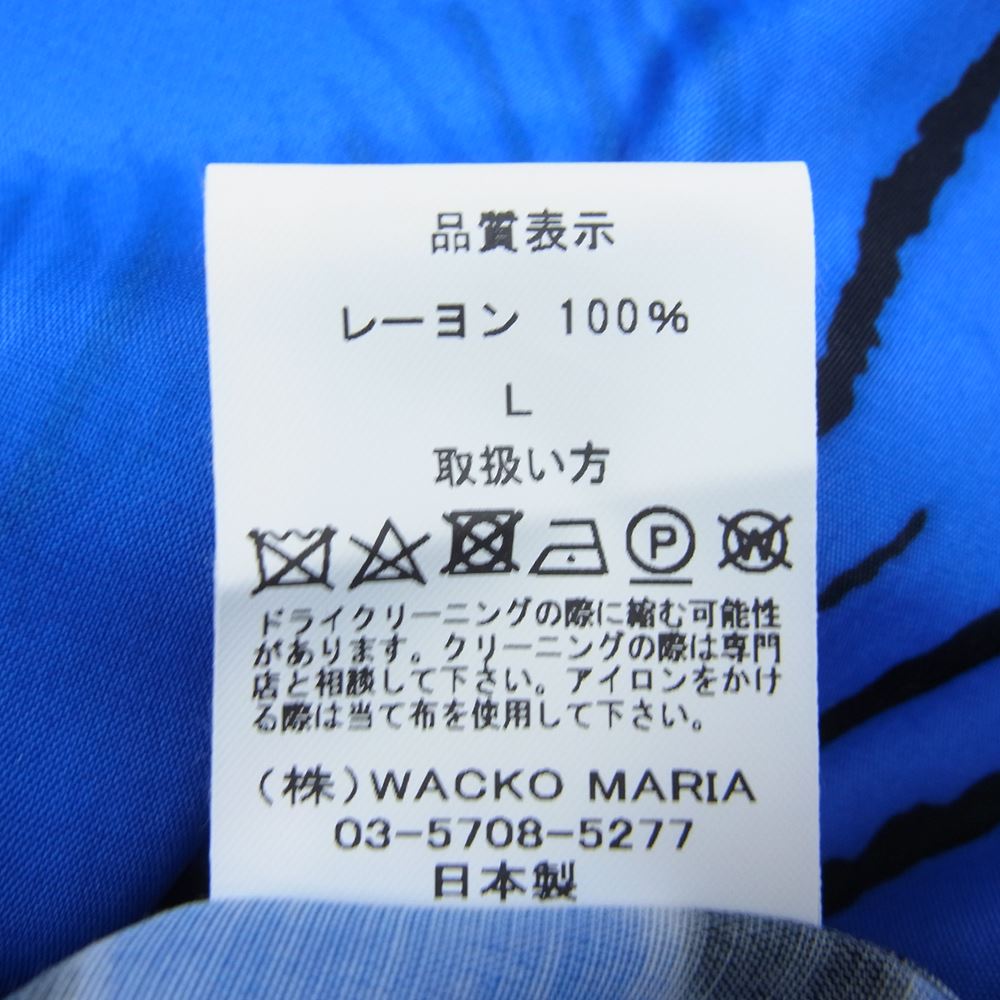 品質表示
レーヨン 100%
L
取扱い方
P W
ドライクリーニングの際に縮む可能性
があります。クリーニングの際は専門
店と相談して下さい。アイロンをかけ
る際は当て布を使用して下さい。
(株)WACKO MARIA
03-5708-5277
日本製